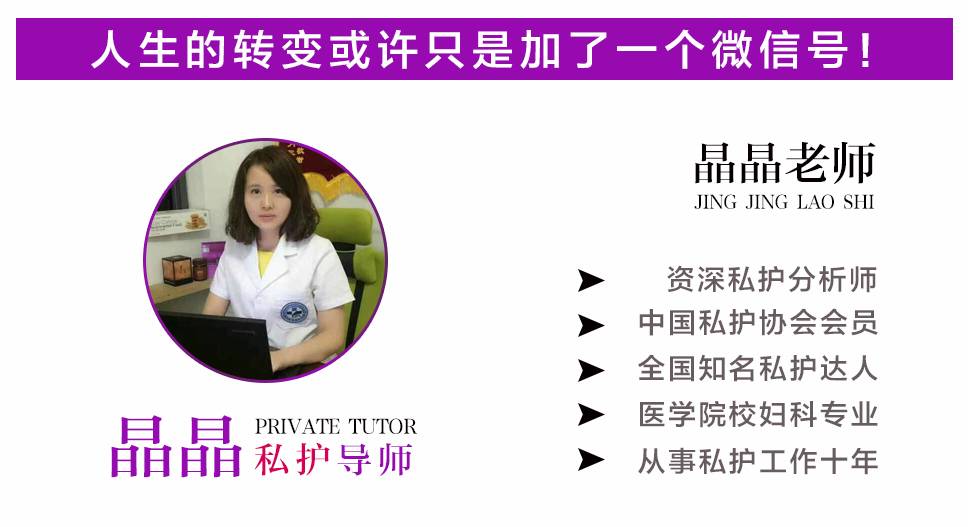 人生的转变或许只是加了一个微信号！
晶晶老师
JING JING LAO SHI
资深私护分析师
中国私护协会会员
全国知名私护达人
医学院校妇科专业
从事私护工作十年
晶晶
PRIVATE TUTOR
私护导师